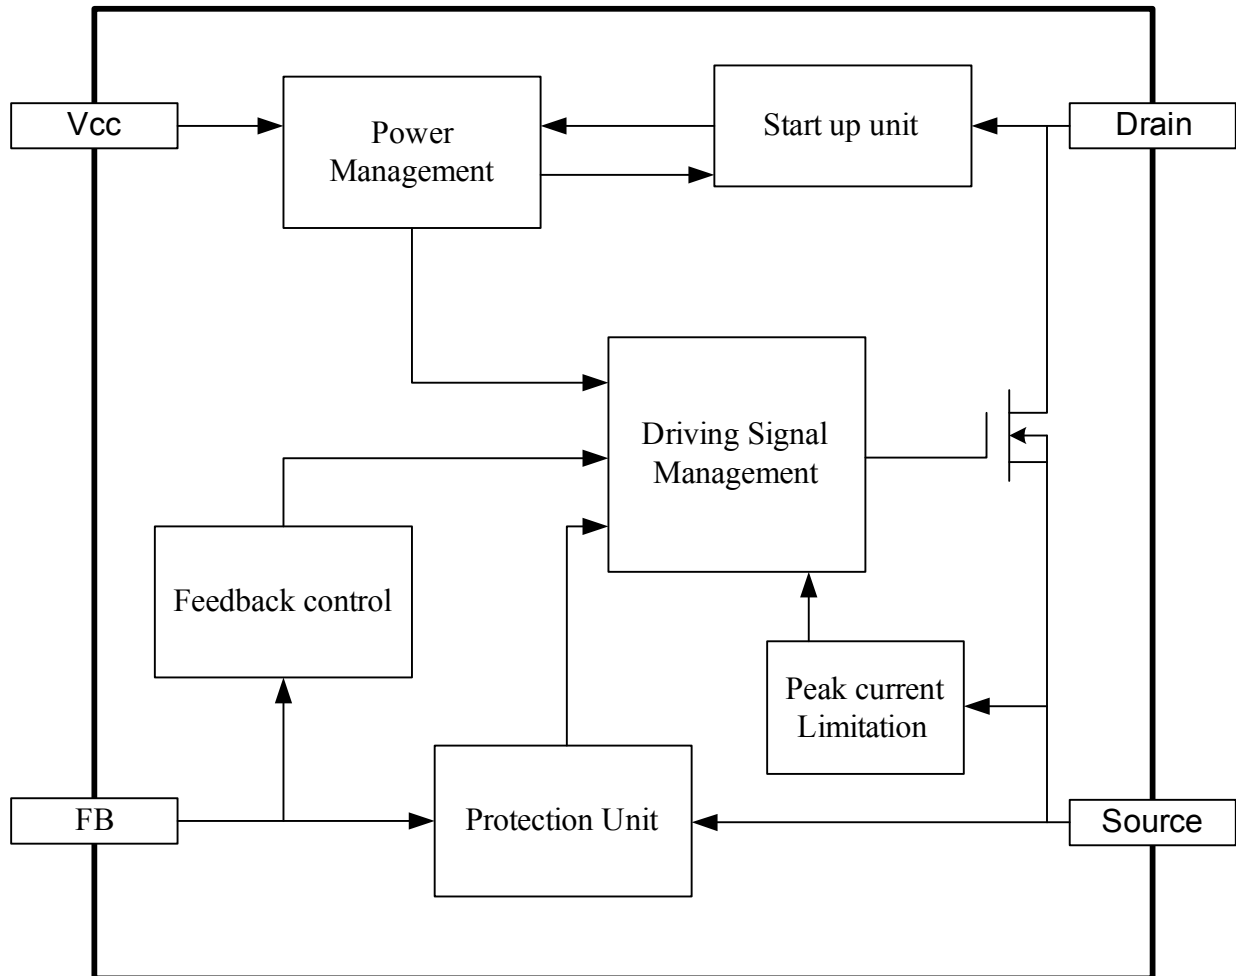 Vcc
Power
Management
Start up unit
Drain
Driving Signal
Management
Feedback control
Peak current
Limitation
FB
Protection Unit
Source